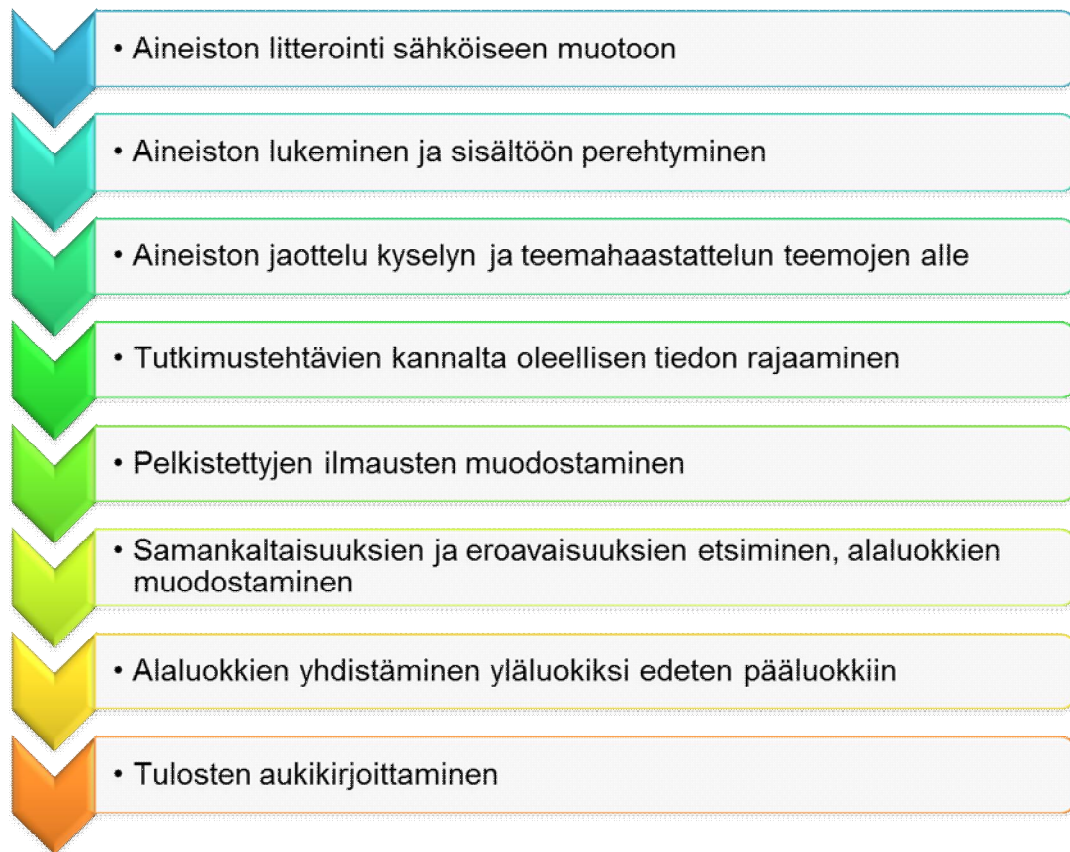 • Aineiston litterointi sähköiseen muotoon
• Aineiston lukeminen ja sisältöön perehtyminen
• Aineiston jaottelu kyselyn ja teemahaastattelun teemojen alle
• Tutkimustehtävien kannalta oleellisen tiedon rajaaminen
• Pelkistettyjen ilmausten muodostaminen
• Samankaltaisuuksien ja eroavaisuuksien etsiminen, alaluokkien
muodostaminen
• Alaluokkien yhdistäminen yläluokiksi edeten pääluokkiin
• Tulosten aukikirjoittaminen